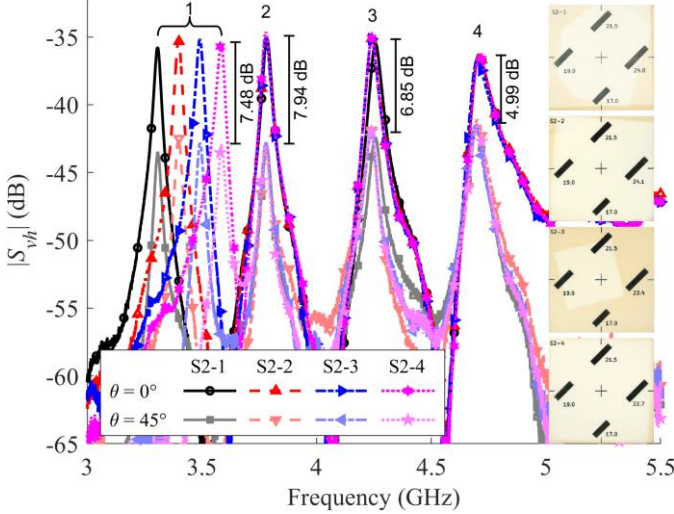 1
2
3
4
-35
-40
-45
-50
-55
-60
-65
|Svh| (dB)
7.48 dB
7.94 dB
6.85 dB
4.99 dB
S2-1
21.5
19.0
24.8
17.0
S2-2
21.5
19.0
24.1
17.0
S2-3
21.5
19.0
23.4
17.0
S2-4
21.5
19.0
22.7
17.0
S2-1 S2-2 S2-3 S2-4
θ = 0°
θ = 45°
3 3.5 4 4.5 5 5.5
Frequency (GHz)